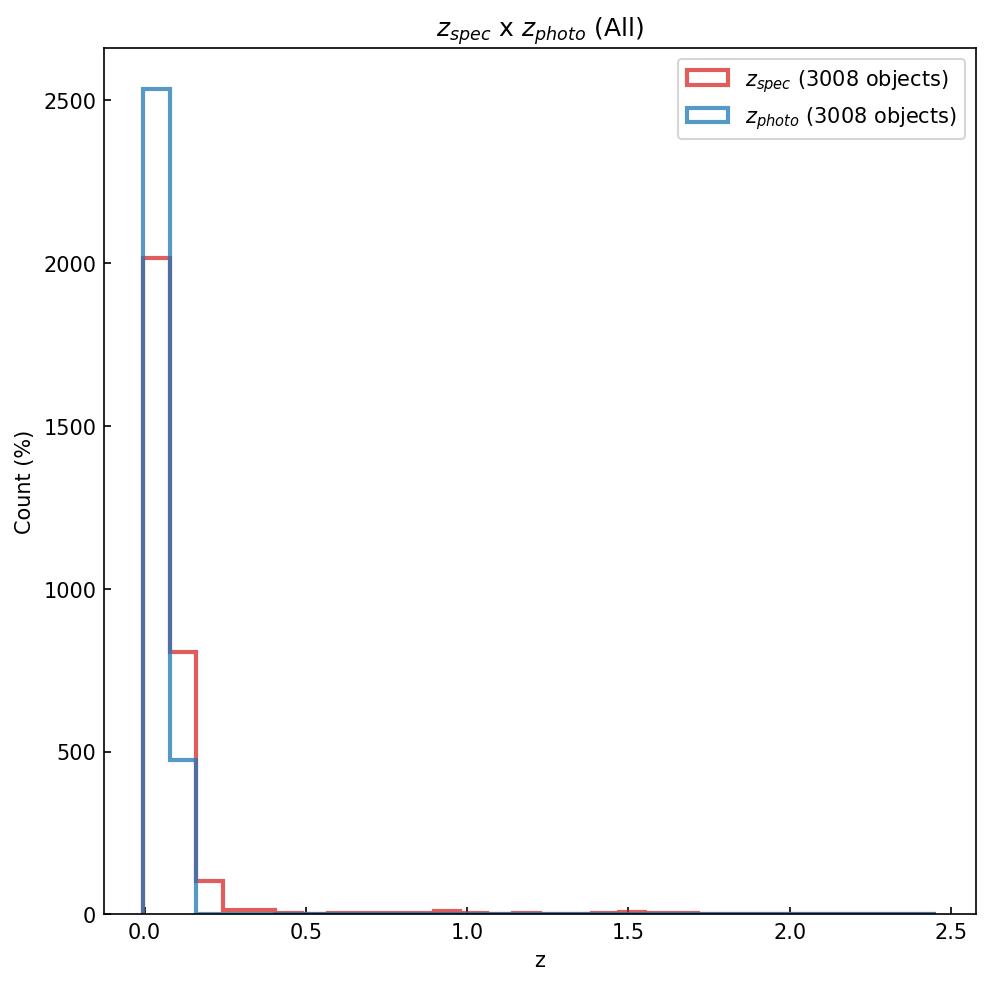 z_spec x z_photo (All)
z_spec (3008 objects)
z_photo (3008 objects)
Count (%)
2500
2000
1500
1000
500
0
0.0 0.5 1.0 1.5 2.0 2.5
z